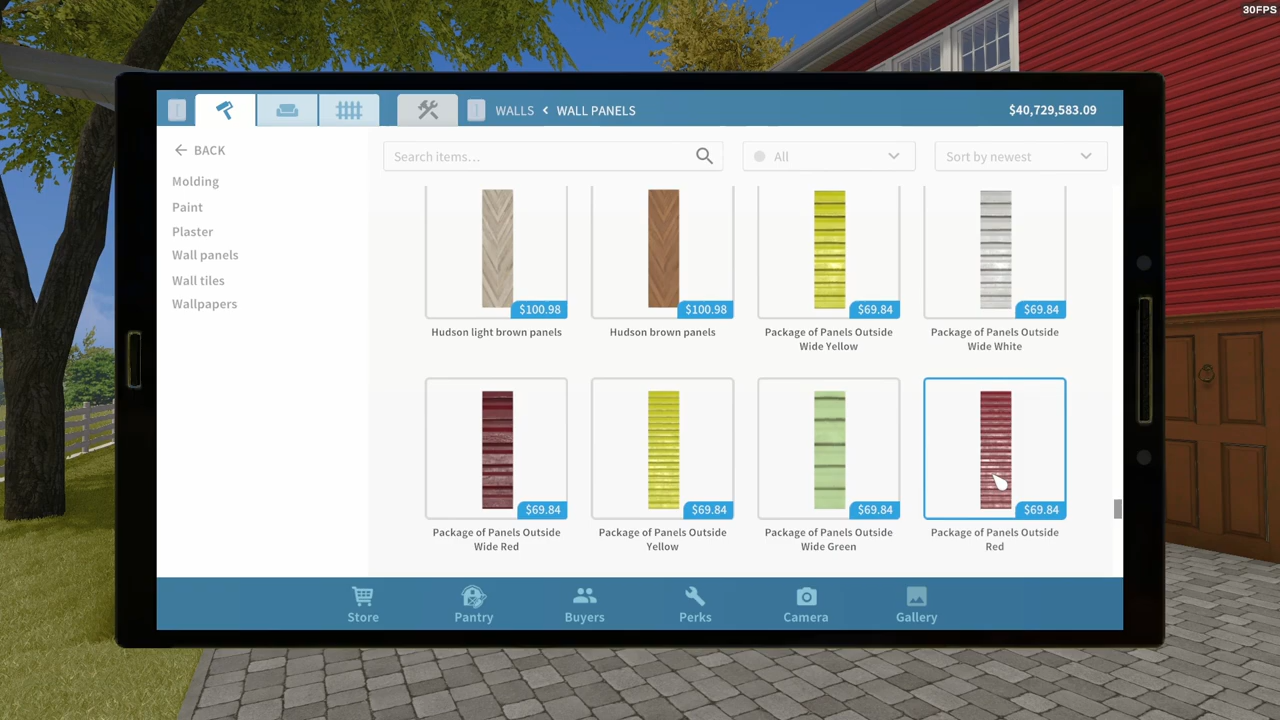 30FPS
WALLS < WALL PANELS
$40,729,583.09
BACK
Search items...
All
Sort by newest
Molding
Paint
Plaster
Wall panels
Wall tiles
Wallpapers
$100.98
$100.98
$69.84
$69.84
Hudson light brown panels
Hudson brown panels
Package of Panels Outside
Wide Yellow
Package of Panels Outside
Wide White
$69.84
$69.84
$69.84
$69.84
Package of Panels Outside
Wide Red
Package of Panels Outside
Yellow
Package of Panels Outside
Wide Green
Package of Panels Outside
Red
Store
Pantry
Buyers
Perks
Camera
Gallery